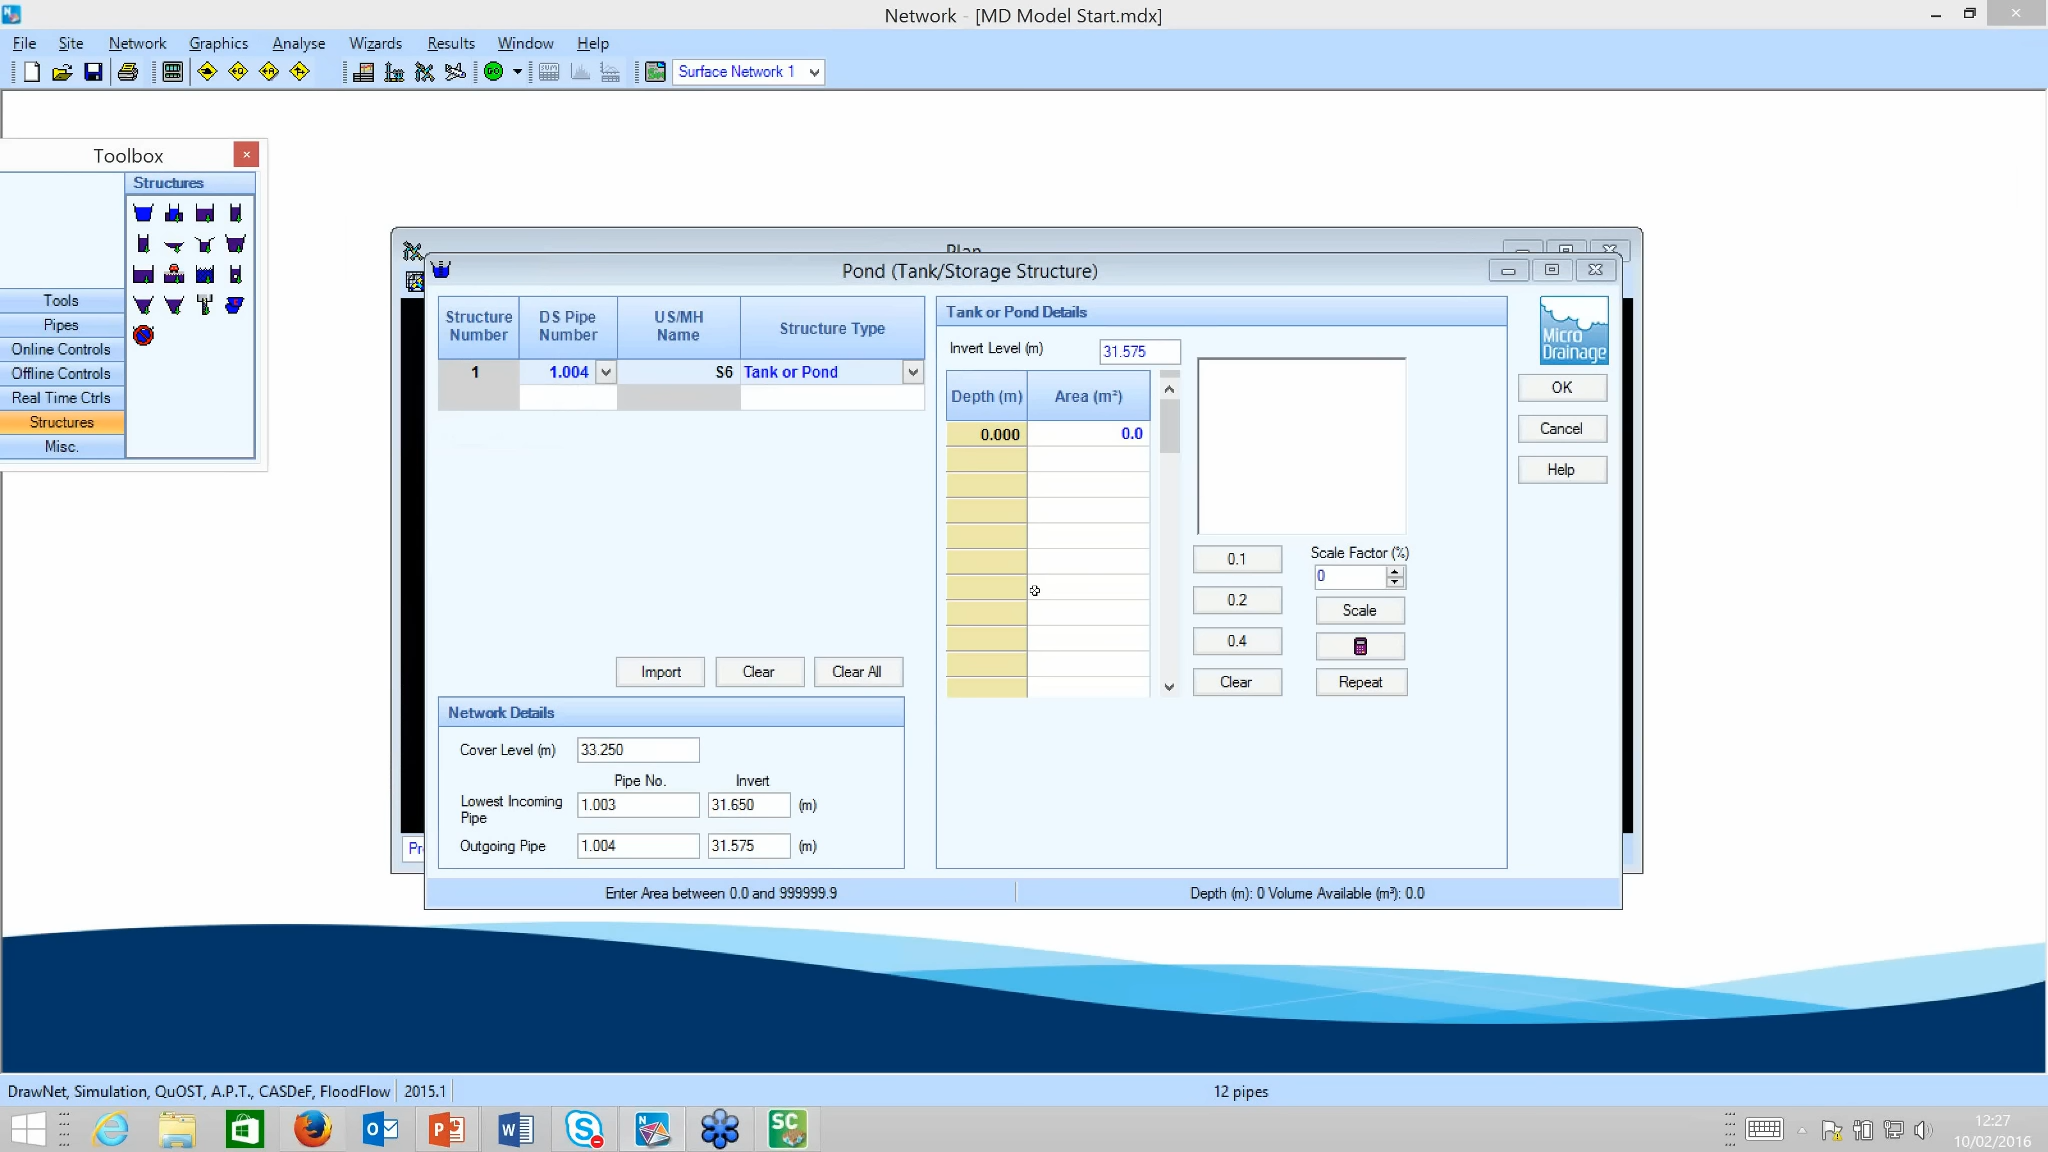 Network - [MD Model Start.mdx]
File Site Network Graphics Analyse Wizards Results Window Help
Surface Network 1
Toolbox
Structures
Tools
Pipes
Online Controls
Offline Controls
Real Time Ctrls
Structures
Misc.
Plan
Pond (Tank/Storage Structure)
Structure Number DS Pipe Number US/MH Name Structure Type
1 1.004 S6 Tank or Pond
Import Clear Clear All
Network Details
Cover Level (m) 33.250
Pipe No. Invert
Lowest Incoming Pipe 1.003 31.650 (m)
Outgoing Pipe 1.004 31.575 (m)
Tank or Pond Details
Invert Level (m) 31.575
Depth (m) Area (m²)
0.000 0.0
0.1
0.2
0.4
Clear
Scale Factor (%)
0
Scale
Repeat
Micro Drainage
OK
Cancel
Help
Pr
Enter Area between 0.0 and 999999.9
Depth (m): 0 Volume Available (m³): 0.0
DrawNet, Simulation, QuOST, A.P.T., CASDeF, FloodFlow 2015.1 12 pipes
SC
12:27
10/02/2016